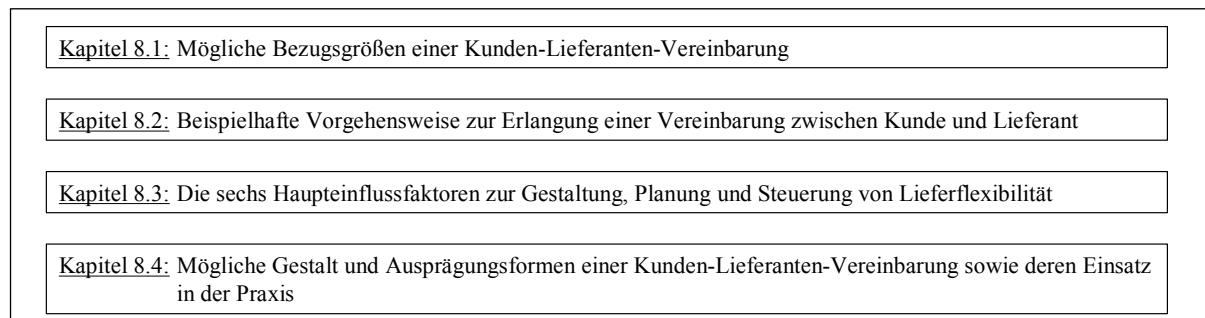 Kapitel 8.1: Mögliche Bezugsgrößen einer Kunden-Lieferanten-Vereinbarung
Kapitel 8.2: Beispielhafte Vorgehensweise zur Erlangung einer Vereinbarung zwischen Kunde und Lieferant
Kapitel 8.3: Die sechs Haupteinflussfaktoren zur Gestaltung, Planung und Steuerung von Lieferflexibilität
Kapitel 8.4: Mögliche Gestalt und Ausprägungsformen einer Kunden-Lieferanten-Vereinbarung sowie deren Einsatz
in der Praxis